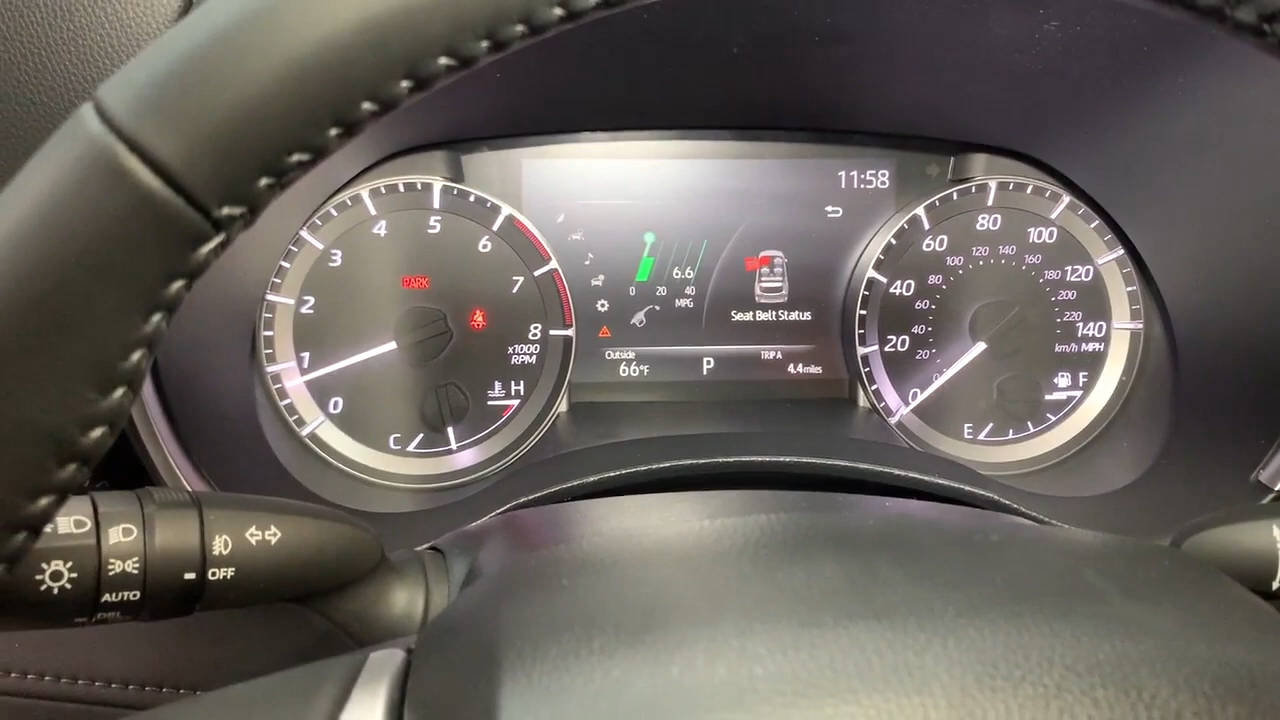 11:58
0
1
2
3
4
5
6
7
8
x1000
RPM
PARK
C
H
6.6
0 20 40
MPG
Seat Belt Status
Outside
66°F
P
TRIP A
4.4 miles
0
20
40
60
80
100
120
140
km/h MPH
0
20
40
60
80
100
120
140
160
180
200
220
E
F
OFF
AUTO